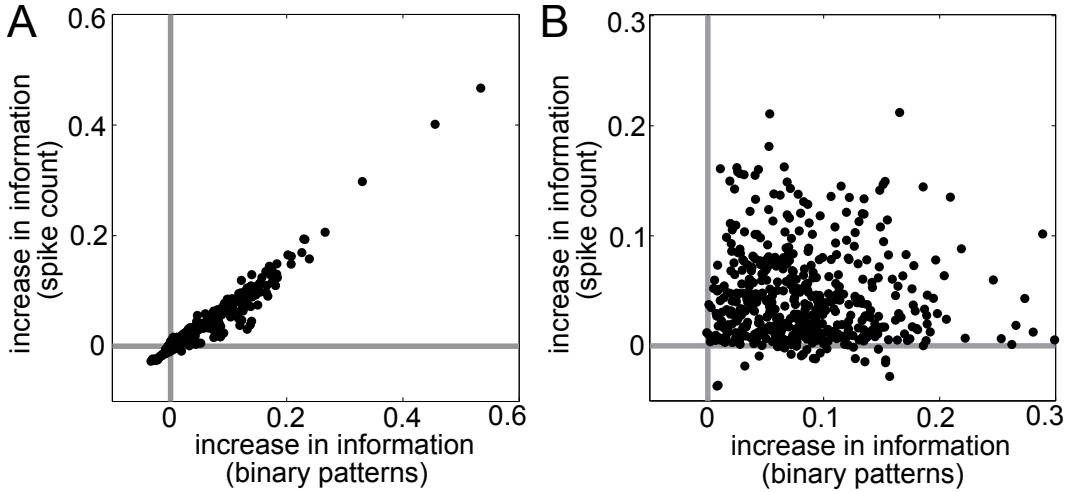 A
increase in information
(spike count)
0.6
0.4
0.2
0
0
0.2
0.4
0.6
increase in information
(binary patterns)
B
increase in information
(spike count)
0.3
0.2
0.1
0
0
0.1
0.2
0.3
increase in information
(binary patterns)